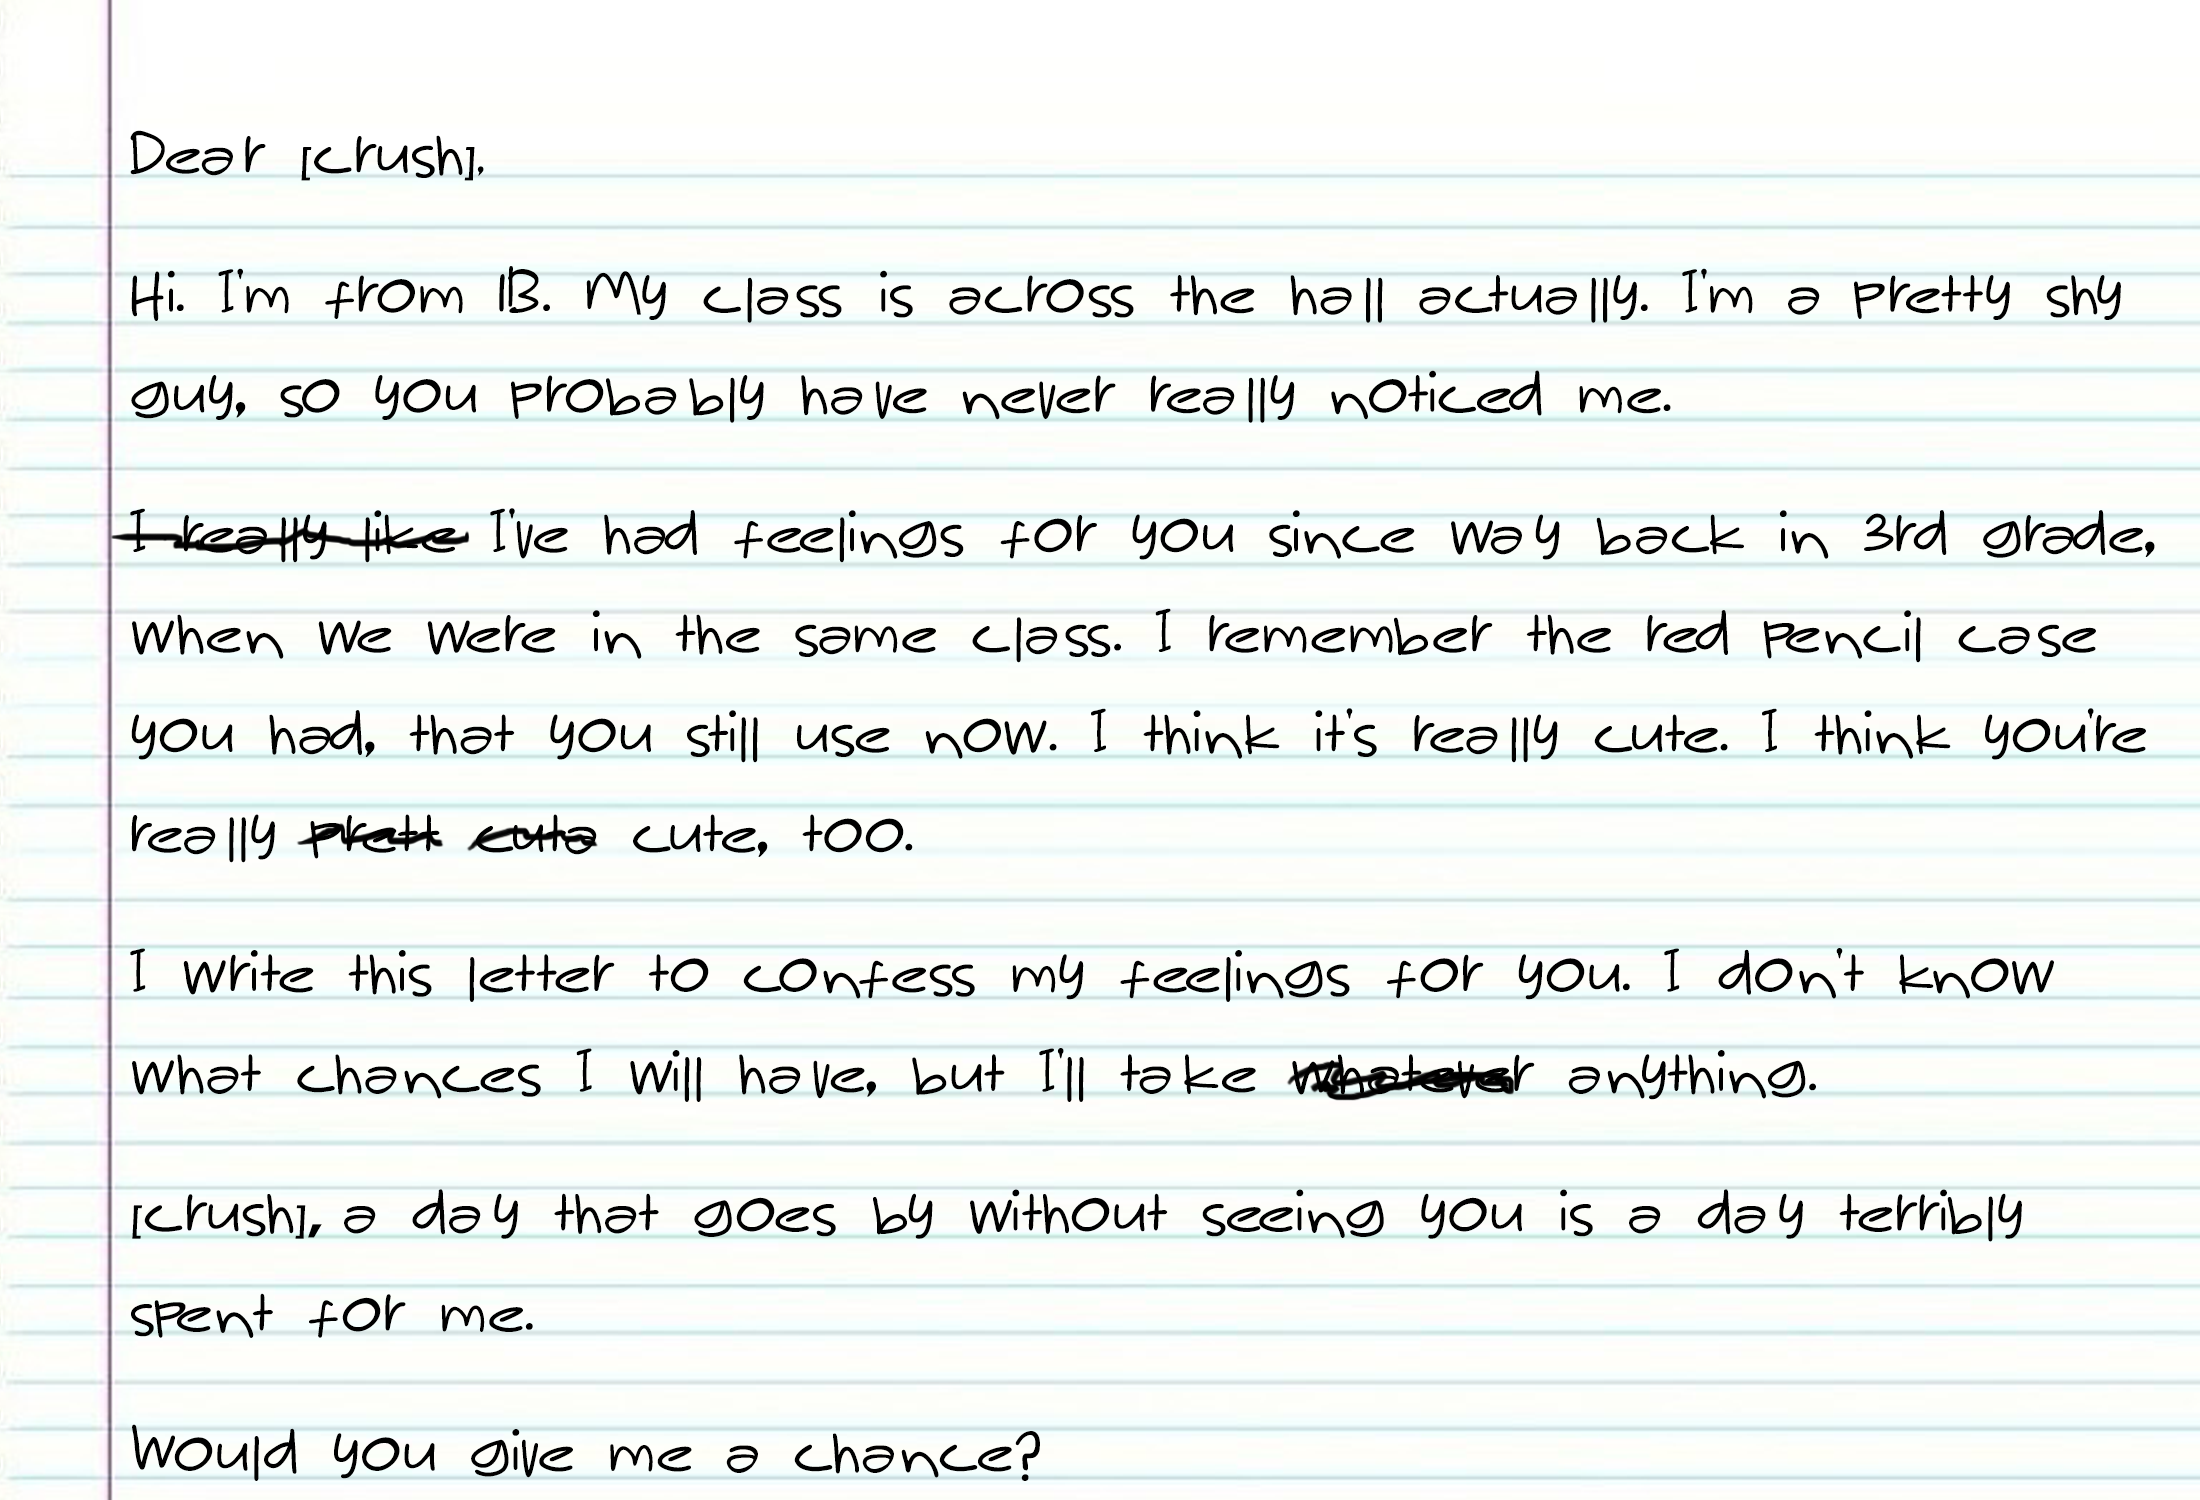 Dear [crush],
Hi. I'm from 1B. My class is across the hall actually. I'm a pretty shy
guy, so you probably have never really noticed me.
I really like I've had feelings for you since way back in 3rd grade,
when we were in the same class. I remember the red pencil case
you had, that you still use now. I think it's really cute. I think you're
really prett cute cute, too.
I write this letter to confess my feelings for you. I don't know
what chances I will have, but I'll take whatever anything.
[crush], a day that goes by without seeing you is a day terribly
spent for me.
Would you give me a chance?